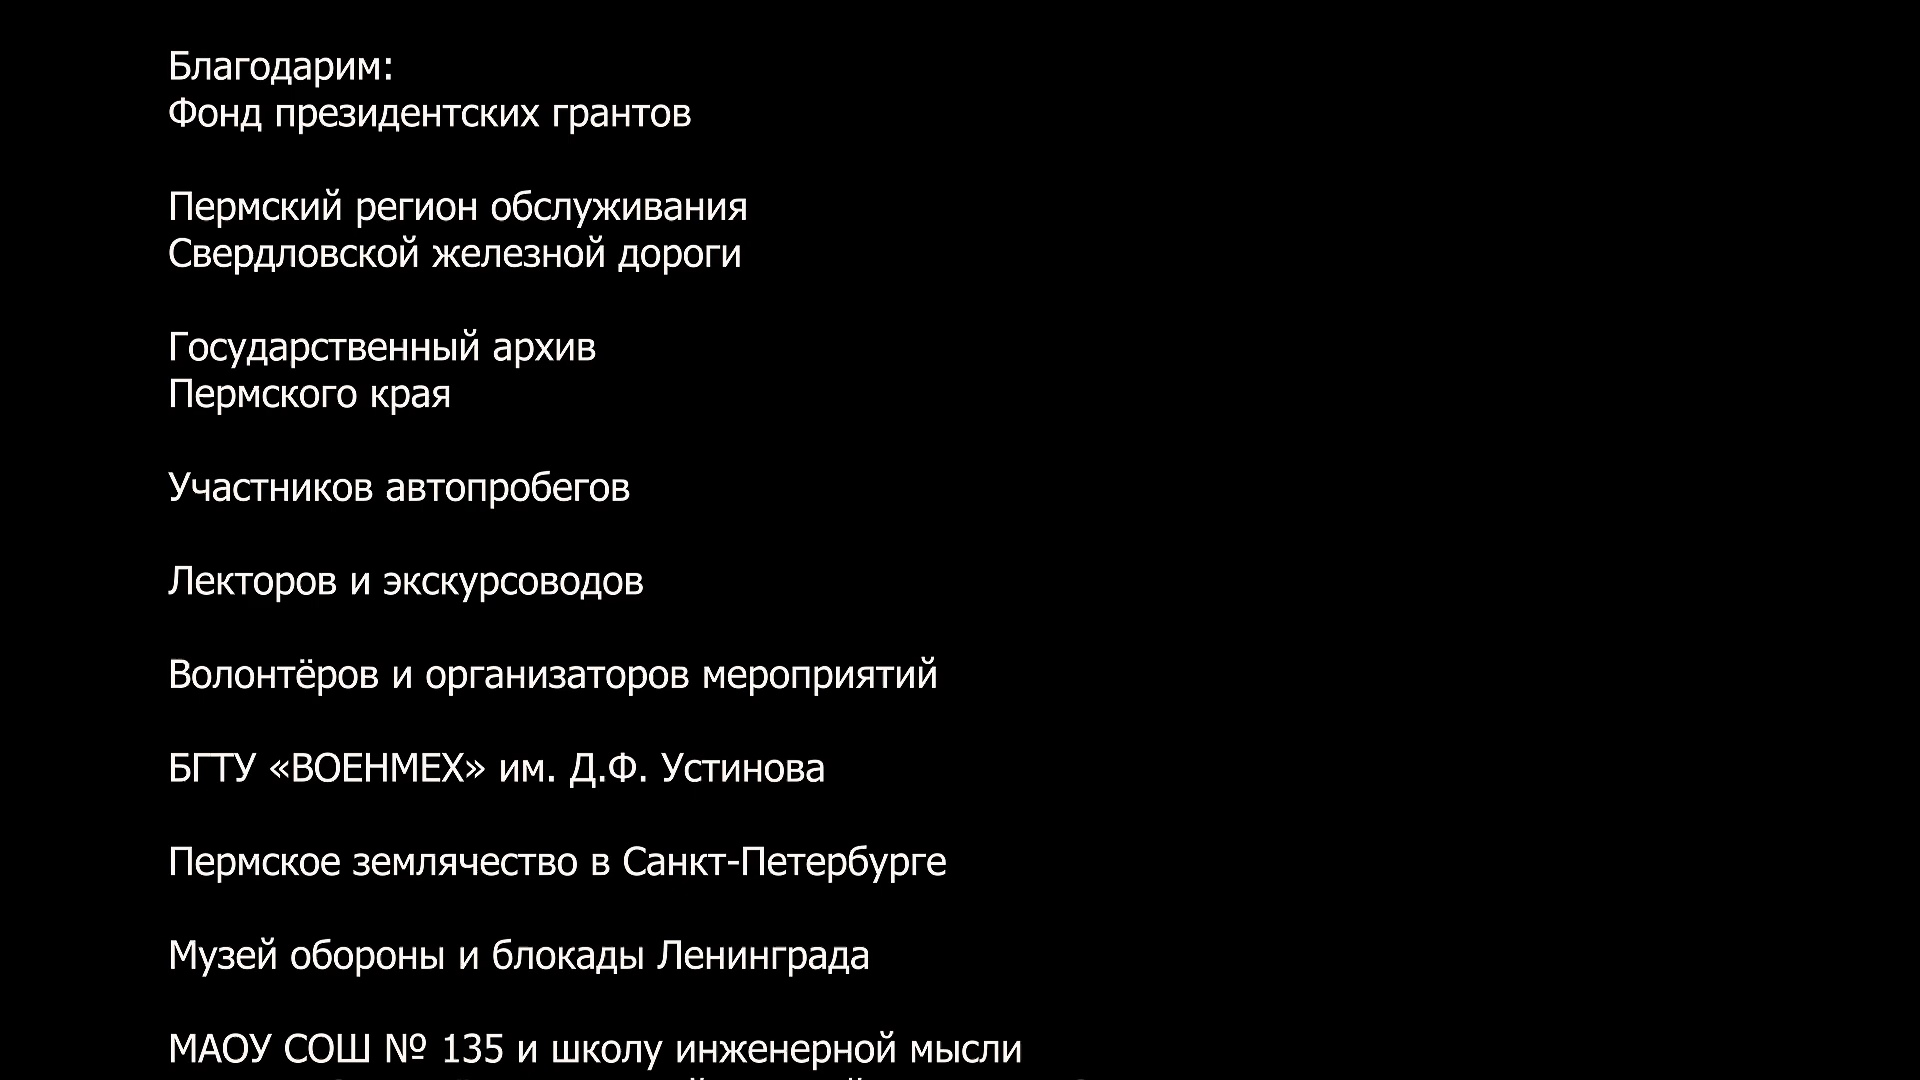 Благодарим:
Фонд президентских грантов
Пермский регион обслуживания
Свердловской железной дороги
Государственный архив
Пермского края
Участников автопробегов
Лекторов и экскурсоводов
Волонтёров и организаторов мероприятий
БГТУ «ВОЕНМЕХ» им. Д.Ф. Устинова
Пермское землячество в Санкт-Петербурге
Музей обороны и блокады Ленинграда
МАОУ СОШ № 135 и школу инженерной мысли